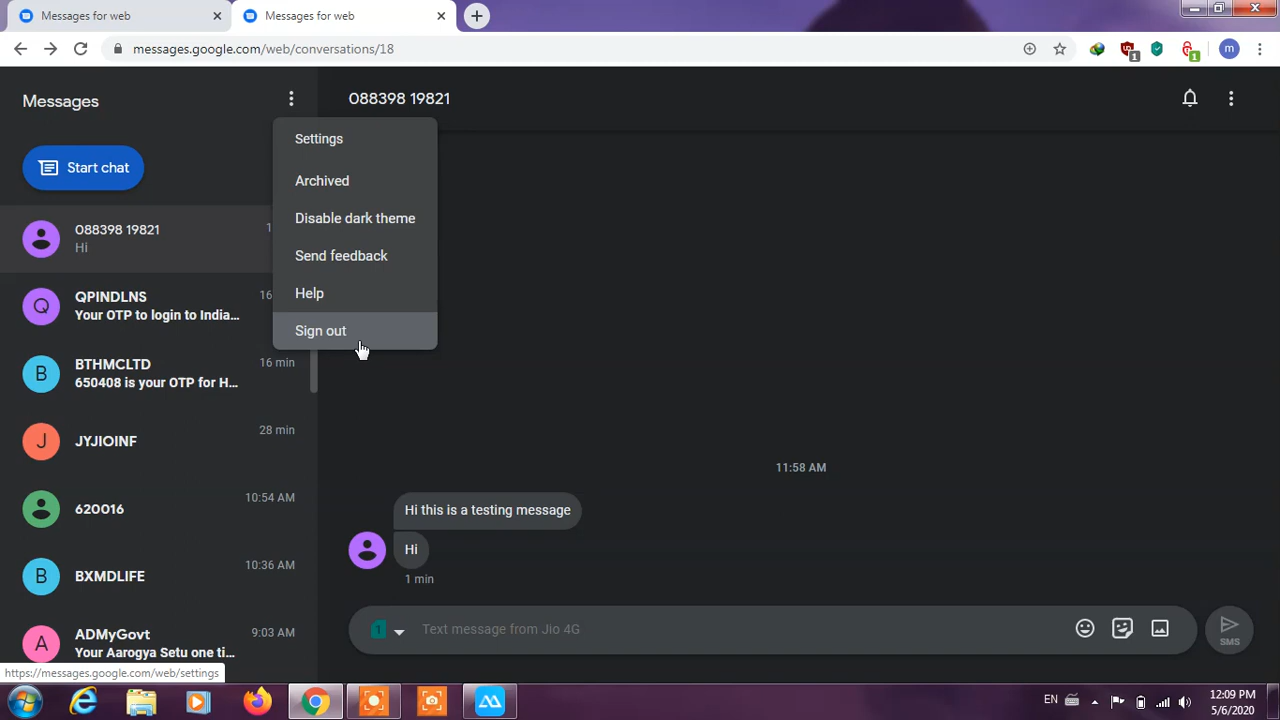 Messages for web
Messages for web
messages.google.com/web/conversations/18
1
1
m
Messages
088398 19821
Settings
Start chat
Archived
Disable dark theme
088398 19821
1
Hi
Send feedback
QPINDLNS
16
Your OTP to login to India...
Help
Sign out
BTHMCLTD
16 min
650408 is your OTP for H...
B
Q
JYJIOINF
28 min
J
11:58 AM
620016
10:54 AM
Hi this is a testing message
Hi
1 min
BXMDLIFE
10:36 AM
B
ADMyGovt
9:03 AM
Your Aarogya Setu one ti...
A
1
Text message from Jio 4G
SMS
https://messages.google.com/web/settings
EN
12:09 PM
5/6/2020